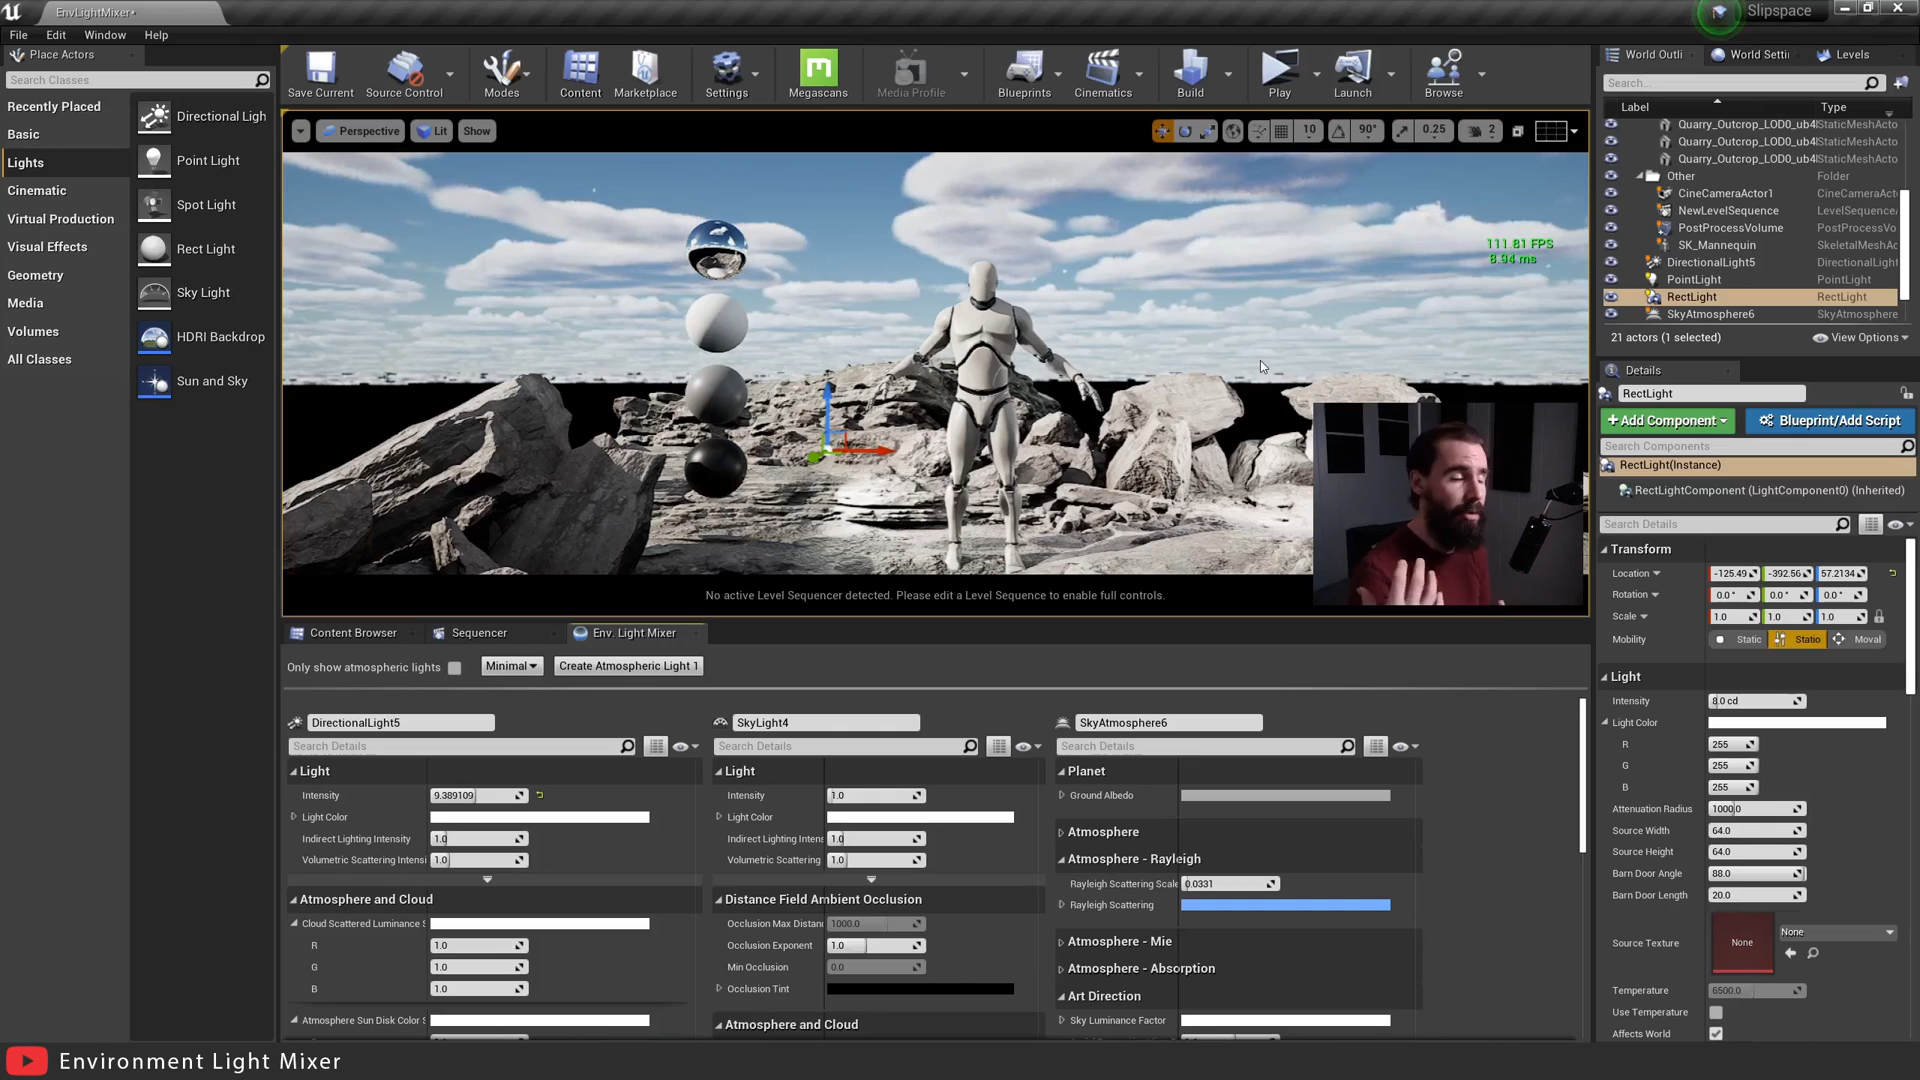 EnvLightMixer•
Slipspace
File Edit Window Help
Place Actors
Search Classes
Recently Placed
Basic
Lights
Cinematic
Virtual Production
Visual Effects
Geometry
Media
Volumes
All Classes
Directional Ligh
Point Light
Spot Light
Rect Light
Sky Light
HDRI Backdrop
Sun and Sky
Save Current Source Control Modes Content Marketplace Settings Megascans Media Profile Blueprints Cinematics Build Play Launch Browse
Perspective Lit Show
10 90° 0.25 2
111.81 FPS
8.94 ms
No active Level Sequencer detected. Please edit a Level Sequence to enable full controls.
Content Browser Sequencer Env. Light Mixer
Only show atmospheric lights Minimal Create Atmospheric Light 1
DirectionalLight5
Search Details
Light
Intensity 9.389109
Light Color
Indirect Lighting Intensity 1.0
Volumetric Scattering Intensi 1.0
Atmosphere and Cloud
Cloud Scattered Luminance S
R 1.0
G 1.0
B 1.0
Atmosphere Sun Disk Color S
SkyLight4
Search Details
Light
Intensity 1.0
Light Color
Indirect Lighting Intens 1.0
Volumetric Scattering 1.0
Distance Field Ambient Occlusion
Occlusion Max Distanc 1000.0
Occlusion Exponent 1.0
Min Occlusion 0.0
Occlusion Tint
Atmosphere and Cloud
SkyAtmosphere6
Search Details
Planet
Ground Albedo
Atmosphere
Atmosphere - Rayleigh
Rayleigh Scattering Scale 0.0331
Rayleigh Scattering
Atmosphere - Mie
Atmosphere - Absorption
Art Direction
Sky Luminance Factor
World Outli World Setti Levels
Search...
Label Type
Quarry_Outcrop_LOD0_ub4l StaticMeshActo
Quarry_Outcrop_LOD0_ub4l StaticMeshActo
Quarry_Outcrop_LOD0_ub4l StaticMeshActo
Other Folder
CineCameraActor1 CineCameraAct
NewLevelSequence LevelSequence
PostProcessVolume PostProcessVo
SK_Mannequin SkeletalMeshAc
DirectionalLight5 DirectionalLight
PointLight PointLight
RectLight RectLight
SkyAtmosphere6 SkyAtmosphere
21 actors (1 selected) View Options
Details
RectLight
Add Component Blueprint/Add Script
Search Components
RectLight(Instance)
RectLightComponent (LightComponent0) (Inherited)
Search Details
Transform
Location -125.49 -392.56 57.2134
Rotation 0.0 ° 0.0 ° 0.0 °
Scale 1.0 1.0 1.0
Mobility Static Statio Moval
Light
Intensity 8.0 cd
Light Color
R 255
G 255
B 255
Attenuation Radius 1000.0
Source Width 64.0
Source Height 64.0
Barn Door Angle 88.0
Barn Door Length 20.0
Source Texture None None
Temperature 6500.0
Use Temperature
Affects World
Environment Light Mixer